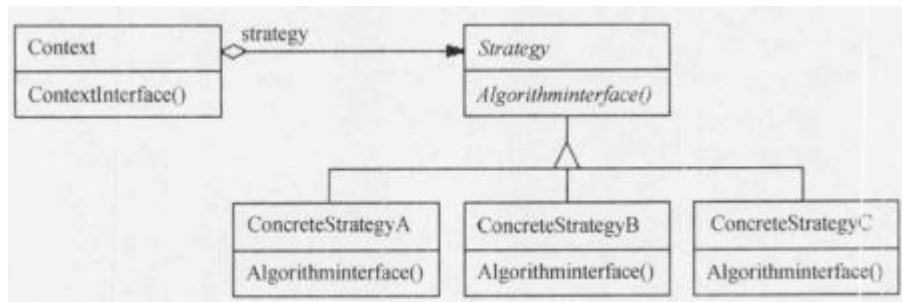 Context
strategy
Strategy
ContextInterface()
Algorithminterface()
ConcreteStrategyA
ConcreteStrategyB
ConcreteStrategyC
Algorithminterface()
Algorithminterface()
Algorithminterface()